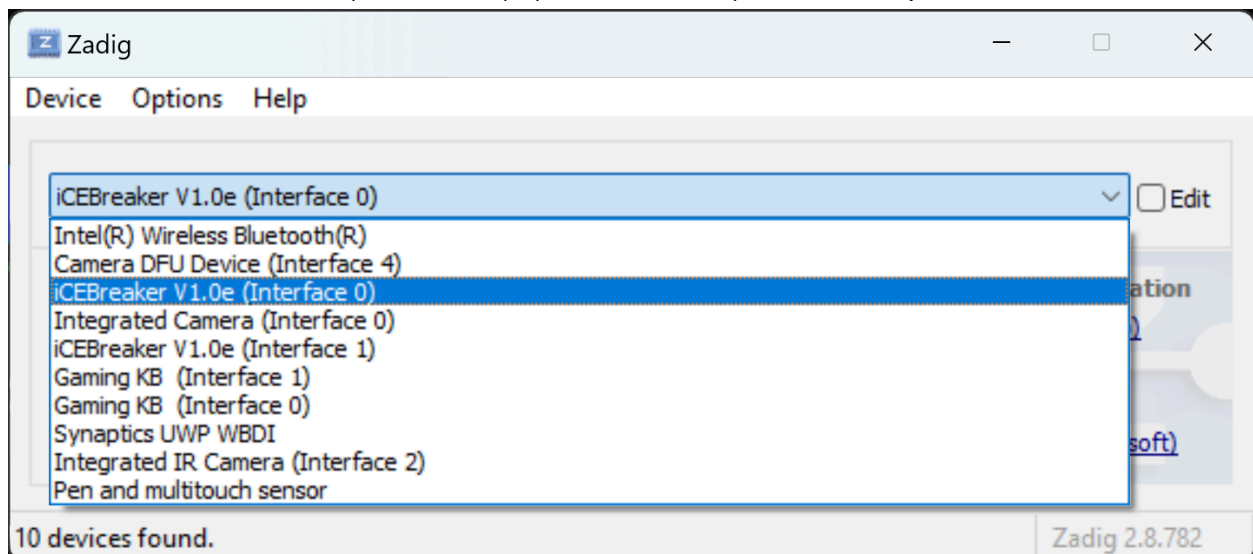 Zadig
Device Options Help
iCEBreaker V1.0e (Interface 0)
Edit
Intel(R) Wireless Bluetooth(R)
Camera DFU Device (Interface 4)
iCEBreaker V1.0e (Interface 0)
Integrated Camera (Interface 0)
iCEBreaker V1.0e (Interface 1)
Gaming KB  (Interface 1)
Gaming KB  (Interface 0)
Synaptics UWP WBDI
Integrated IR Camera (Interface 2)
Pen and multitouch sensor
ation
soft)
10 devices found.
Zadig 2.8.782